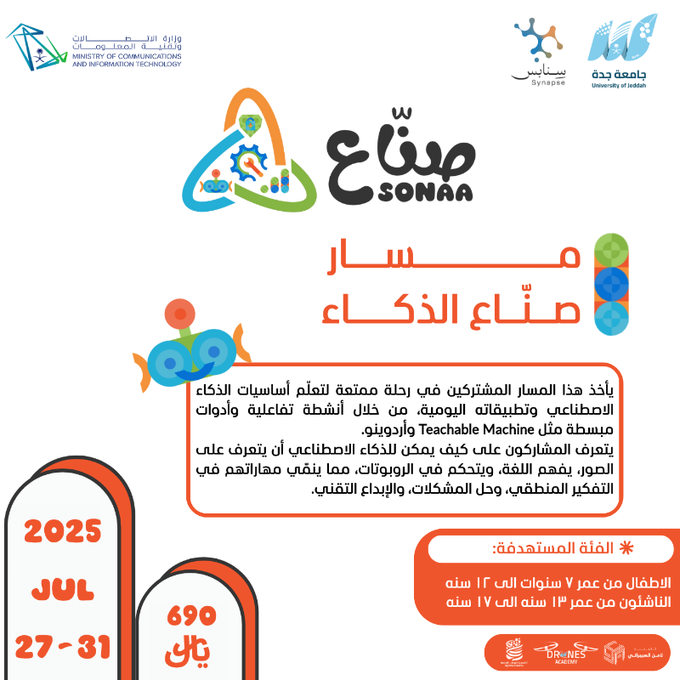 وزارة الاتصالات
وتقنية المعلومات
MINISTRY OF COMMUNICATIONS
AND INFORMATION TECHNOLOGY
سنابس
Synapse
جامعة جدة
University of Jeddah
صنّاع
SONAA
مسار
صنّاع الذكاء
يأخذ هذا المسار المشتركين في رحلة ممتعة لتعلّم أساسيات الذكاء
الاصطناعي وتطبيقاته اليومية، من خلال أنشطة تفاعلية وأدوات
مبسطة مثل Teachable Machine وأردوينو.
يتعرف المشاركون على كيف يمكن للذكاء الاصطناعي أن يتعرف على
الصور، يفهم اللغة، ويتحكم في الروبوتات، مما ينمّي مهاراتهم في
التفكير المنطقي، وحل المشكلات، والإبداع التقني.
2025
JUL
27 - 31
690
ريال
* الفئة المستهدفة:
الاطفال من عمر ٧ سنوات الى ١٢ سنه
الناشئون من عمر ١٣ سنه الى ١٧ سنه
DRONES
ACADEMY